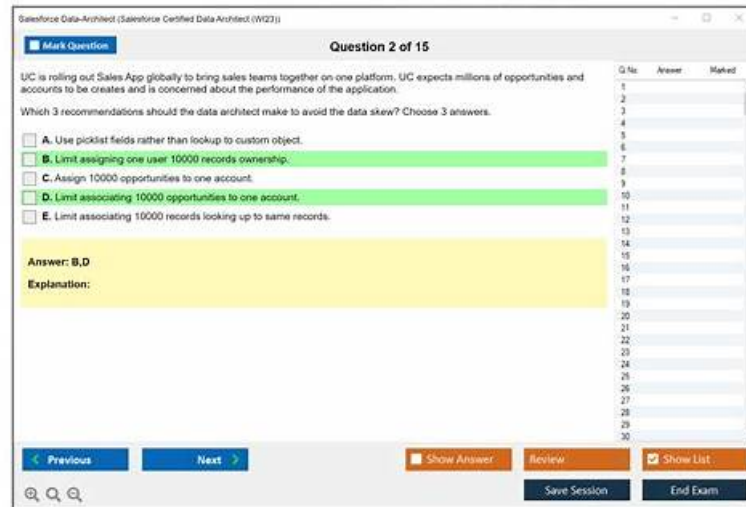 Salesforce Data-Architect (Salesforce Certified Data Architect (WI23))
Mark Question
Question 2 of 15
UC is rolling out Sales App globally to bring sales teams together on one platform. UC expects millions of opportunities and
accounts to be creates and is concerned about the performance of the application.
Which 3 recommendations should the data architect make to avoid the data skew? Choose 3 answers.
A. Use picklist fields rather than lookup to custom object.
B. Limit assigning one user 10000 records ownership.
C. Assign 10000 opportunities to one account.
D. Limit associating 10000 opportunities to one account.
E. Limit associating 10000 records looking up to same records.
Answer: B,D
Explanation:
Q.No Answer Marked
1
2
3
4
5
6
7
8
9
10
11
12
13
14
15
16
17
18
19
20
21
22
23
24
25
26
27
28
29
30
Previous
Next
Show Answer
Review
Show List
Save Session
End Exam